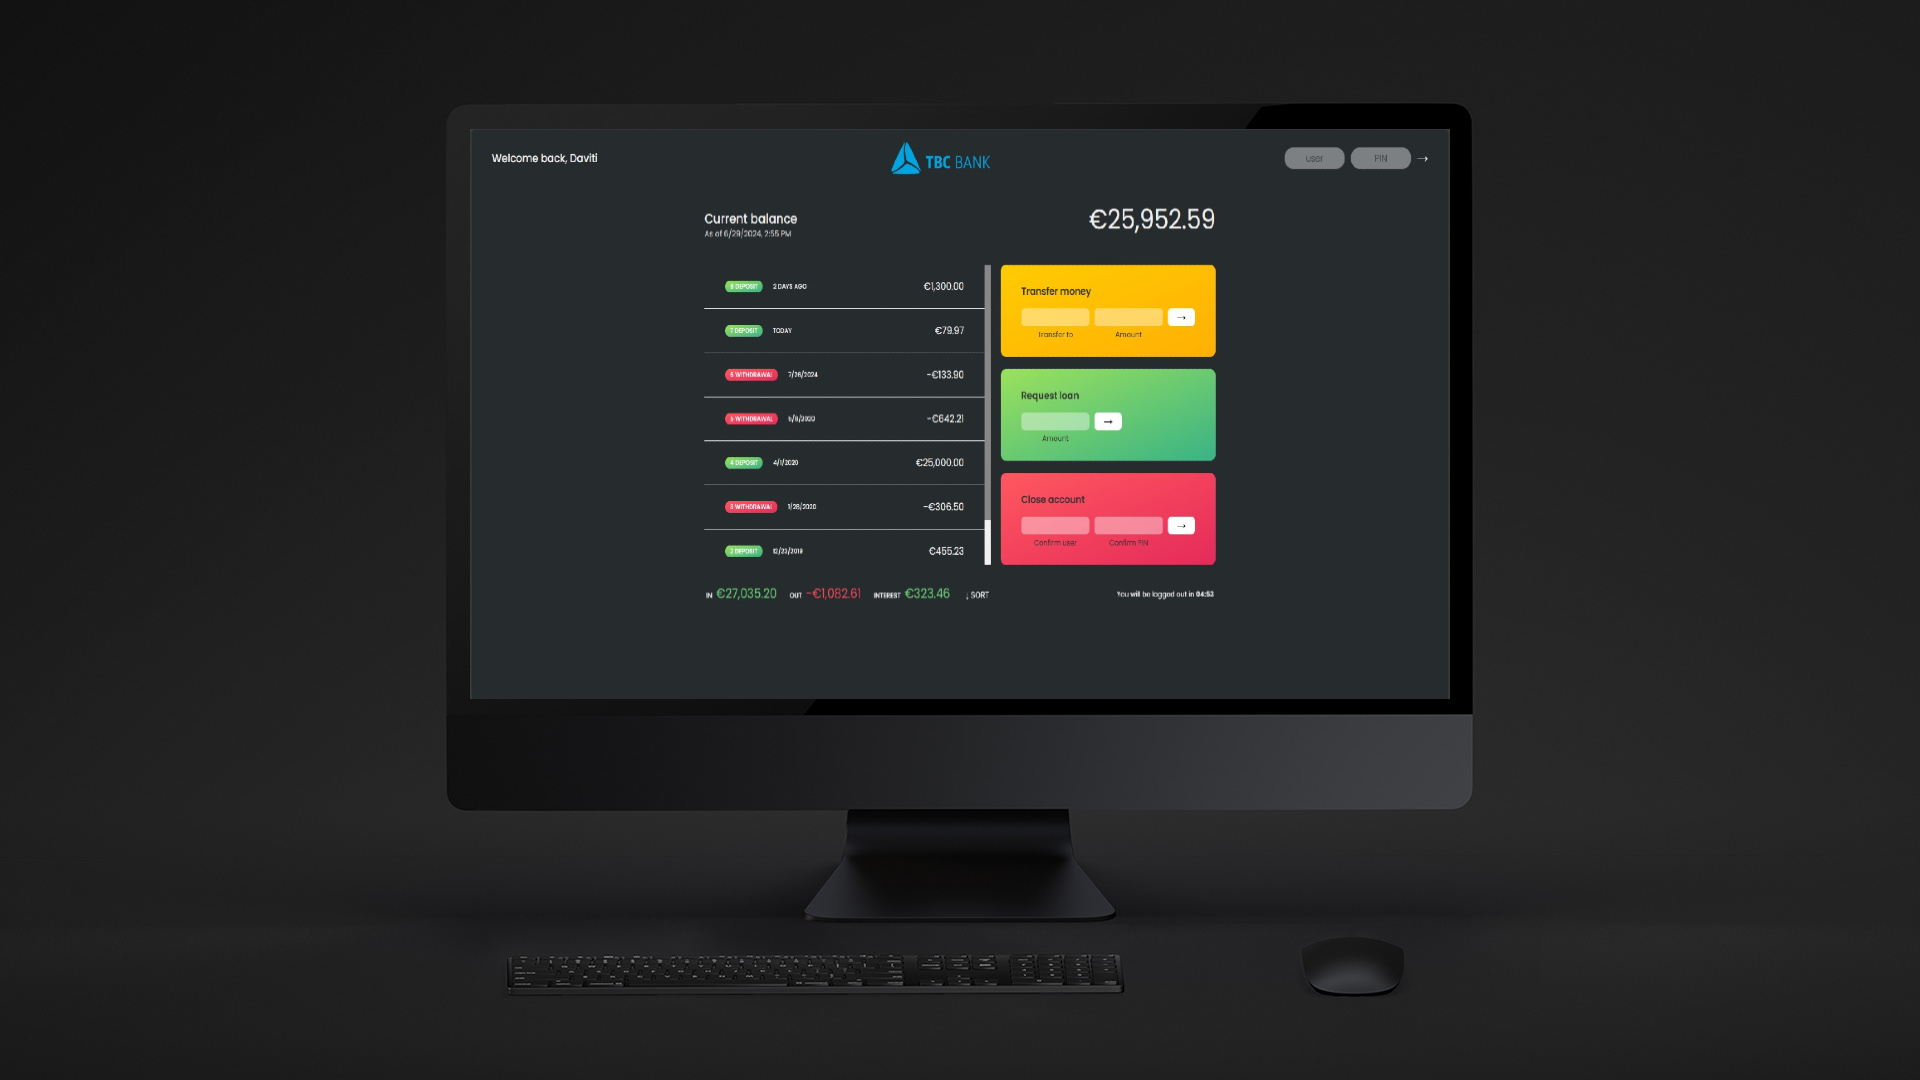 Welcome back, Daviti
TBC BANK
user
PIN
→
Current balance
As of 6/29/2024, 2:55 PM
€25,952.59
8 DEPOSIT 2 DAYS AGO €1,300.00
7 DEPOSIT TODAY €79.97
6 WITHDRAWAL 7/26/2024 -€133.90
5 WITHDRAWAL 5/8/2020 -€642.21
4 DEPOSIT 4/1/2020 €25,000.00
3 WITHDRAWAL 1/28/2020 -€306.50
2 DEPOSIT 12/23/2019 €455.23
Transfer money
→
Transfer to
Amount
Request loan
→
Amount
Close account
→
Confirm user
Confirm PIN
IN €27,035.20 OUT -€1,082.61 INTEREST €323.46 ↓ SORT
You will be logged out in 04:53